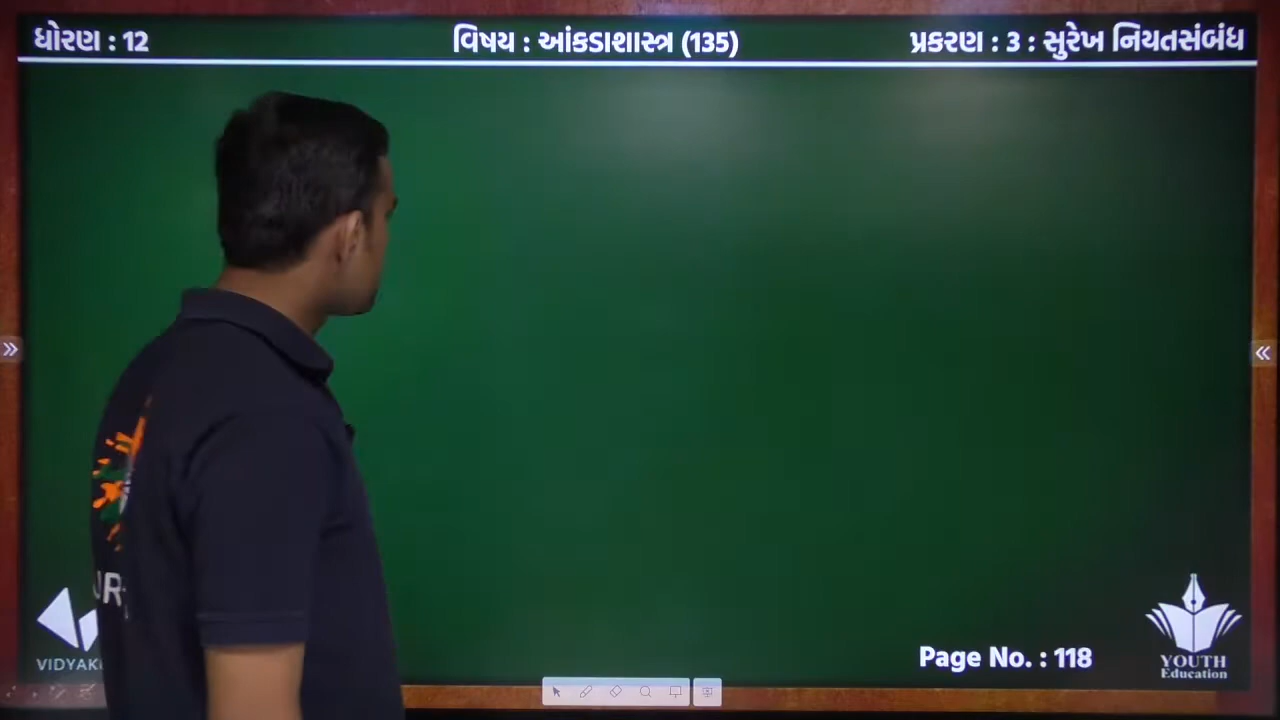 ધોરણ : 12
વિષય : આંકડાશાસ્ત્ર (135)
પ્રકરણ : 3 : સુરેખ નિયતસંબંધ
Page No. : 118
YOUTH
Education